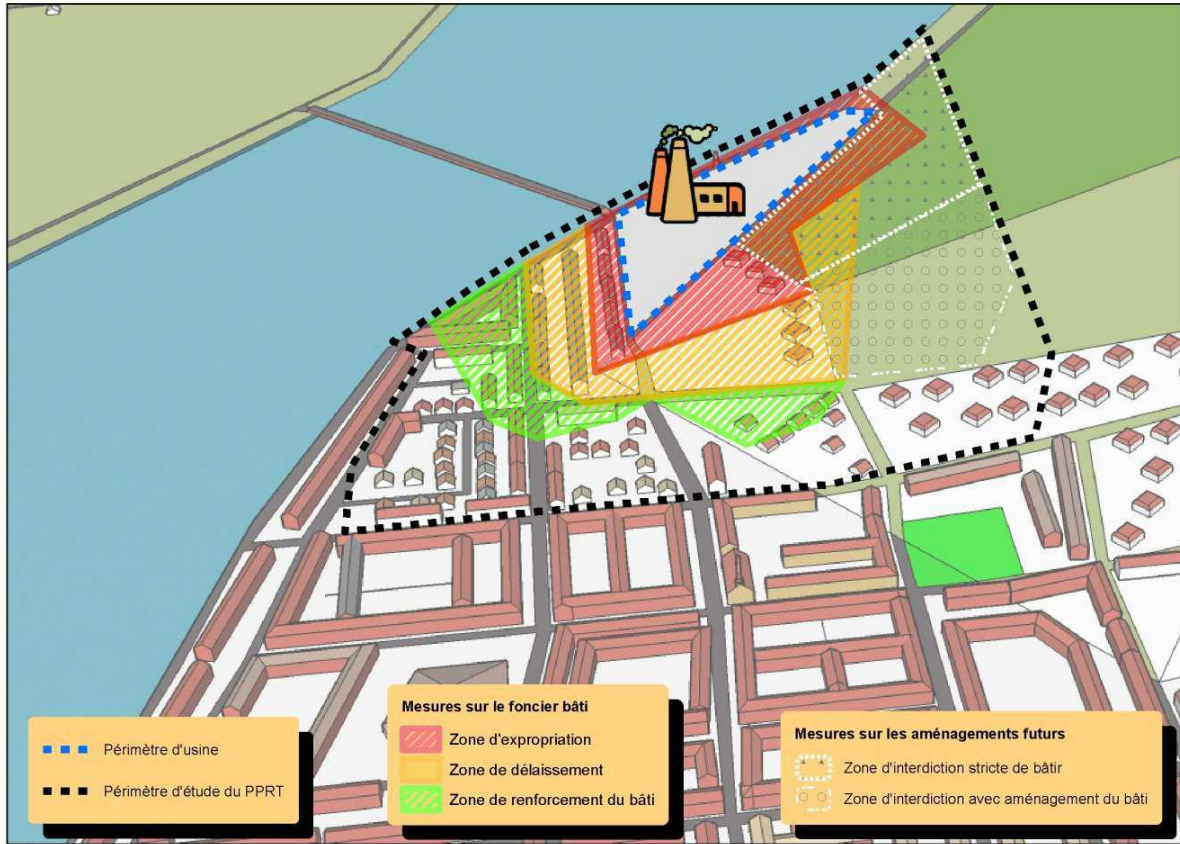 Périmètre d'usine
Périmètre d'étude du PPRT
Mesures sur le foncier bâti
Zone d'expropriation
Zone de délaissement
Zone de renforcement du bâti
Mesures sur les aménagements futurs
Zone d'interdiction stricte de bâtir
Zone d'interdiction avec aménagement du bâti